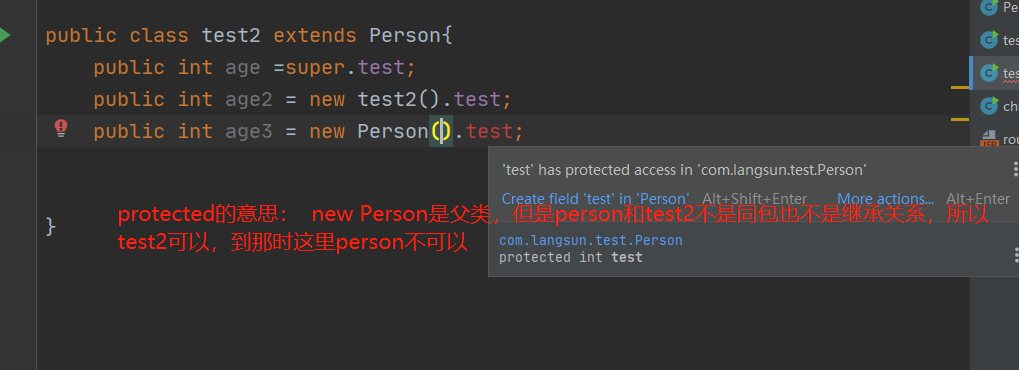 public class test2 extends Person{
public int age =super.test;
public int age2 = new test2().test;
public int age3 = new Person().test;
'test' has protected access in 'com.langsun.test.Person'
Create field 'test' in 'Person' Alt+Shift+Enter More actions... Alt+Enter
protected的意思： new Person是父类，但是person和test2不是同包也不是继承关系，所以
test2可以，到那时这里person不可以
com.langsun.test.Person
protected int test
}
Pe
tes
tes
ch
rou